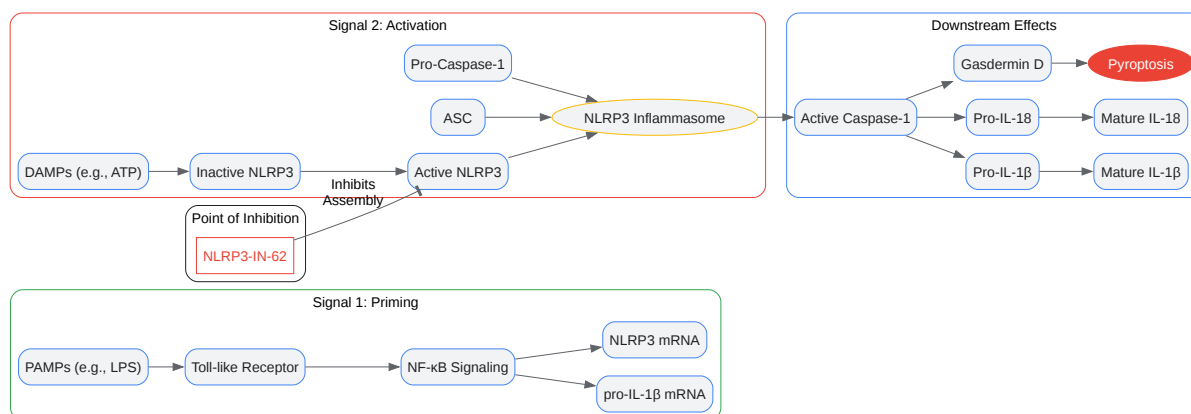 Signal 2: Activation
Pro-Caspase-1
ASC
NLRP3 Inflammasome
DAMPs (e.g., ATP)
Inactive NLRP3
Active NLRP3
Inhibits
Assembly
Point of Inhibition
NLRP3-IN-62
Downstream Effects
Active Caspase-1
Gasdermin D
Pyroptosis
Pro-IL-18
Mature IL-18
Pro-IL-1β
Mature IL-1β
Signal 1: Priming
PAMPs (e.g., LPS)
Toll-like Receptor
NF-κB Signaling
NLRP3 mRNA
pro-IL-1β mRNA